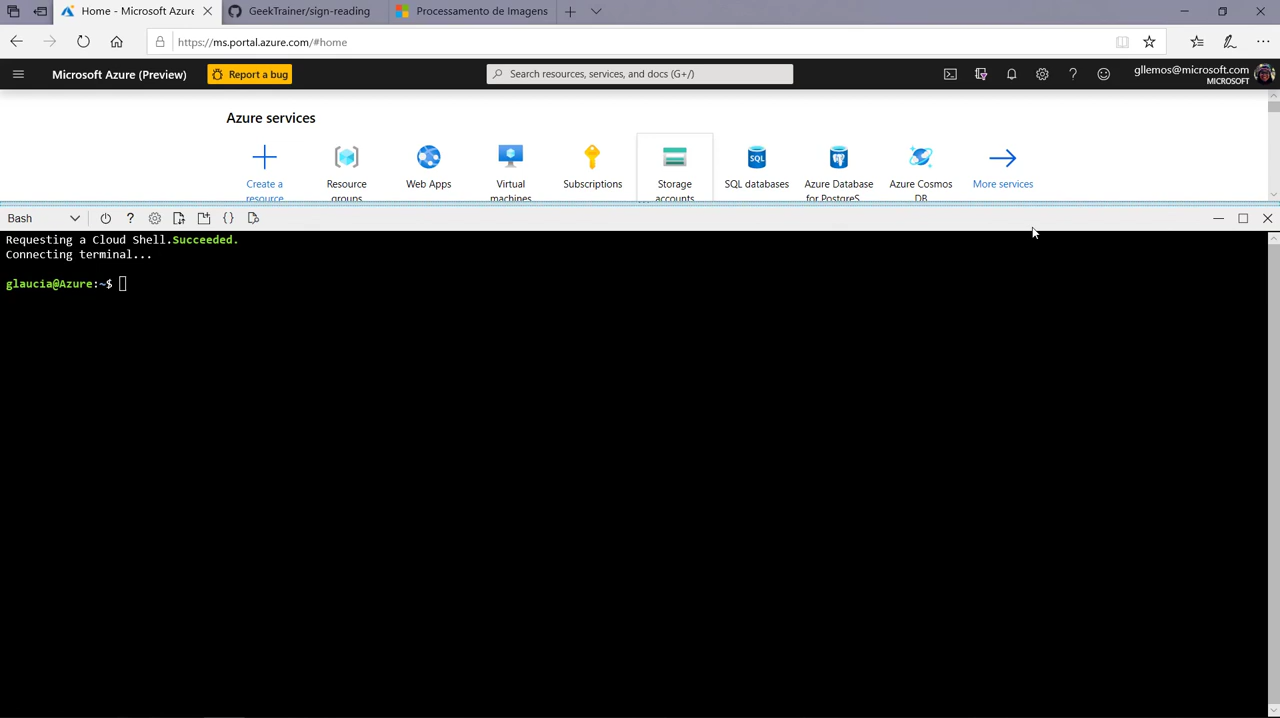 Home - Microsoft Azure
GeekTrainer/sign-reading
Processamento de Imagens
https://ms.portal.azure.com/#home
Microsoft Azure (Preview)
Report a bug
Search resources, services, and docs (G+/)
gllemos@microsoft.com
MICROSOFT
Azure services
Create a resource
Resource groups
Web Apps
Virtual machines
Subscriptions
Storage accounts
SQL databases
Azure Database for PostgreS...
Azure Cosmos DB
More services
Bash
Requesting a Cloud Shell.Succeeded.
Connecting terminal...
glaucia@Azure:~$